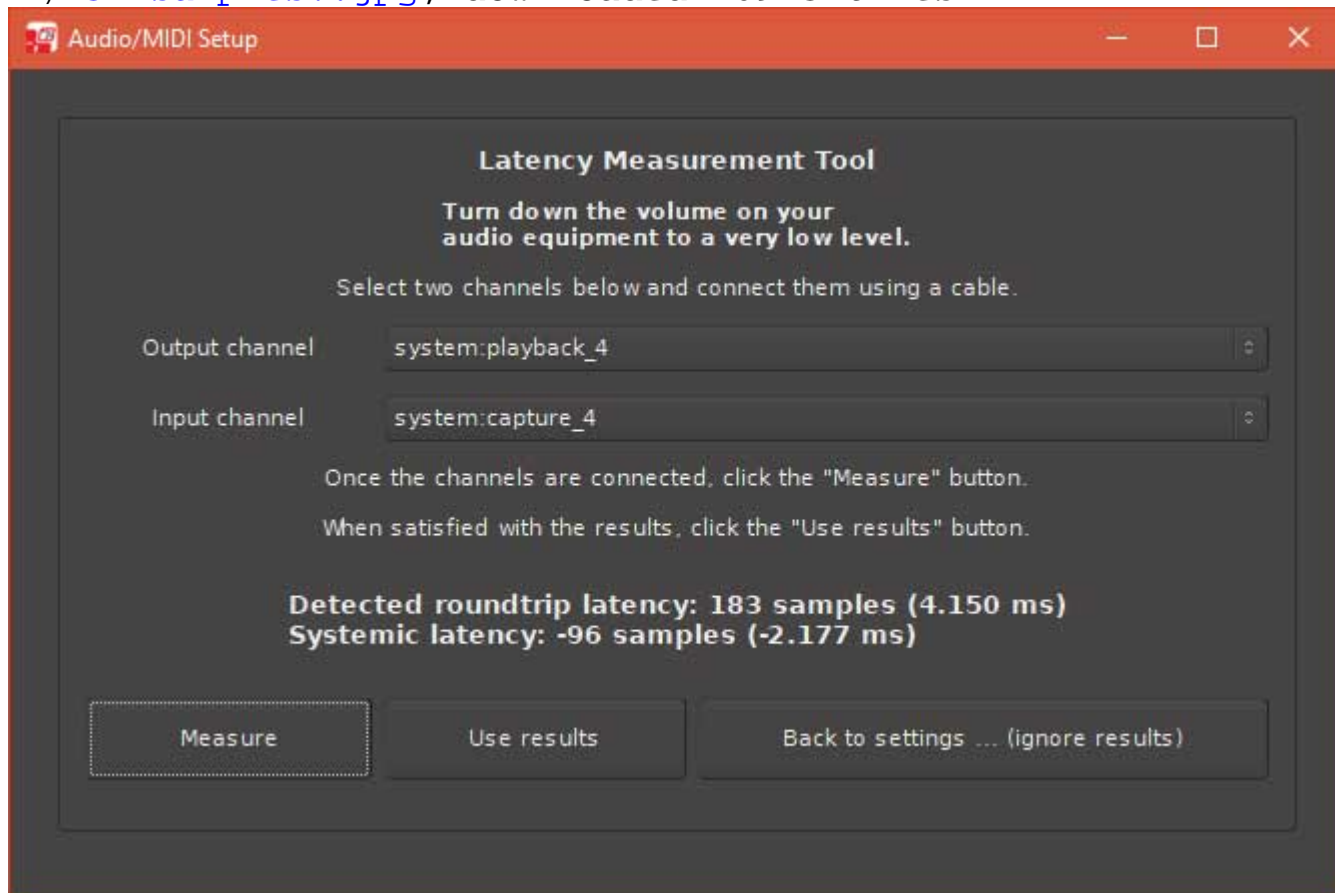 Audio/MIDI Setup
Latency Measurement Tool
Turn down the volume on your
audio equipment to a very low level.
Select two channels below and connect them using a cable.
Output channel system:playback_4
Input channel system:capture_4
Once the channels are connected, click the "Measure" button.
When satisfied with the results, click the "Use results" button.
Detected roundtrip latency: 183 samples (4.150 ms)
Systemic latency: -96 samples (-2.177 ms)
Measure Use results Back to settings ... (ignore results)